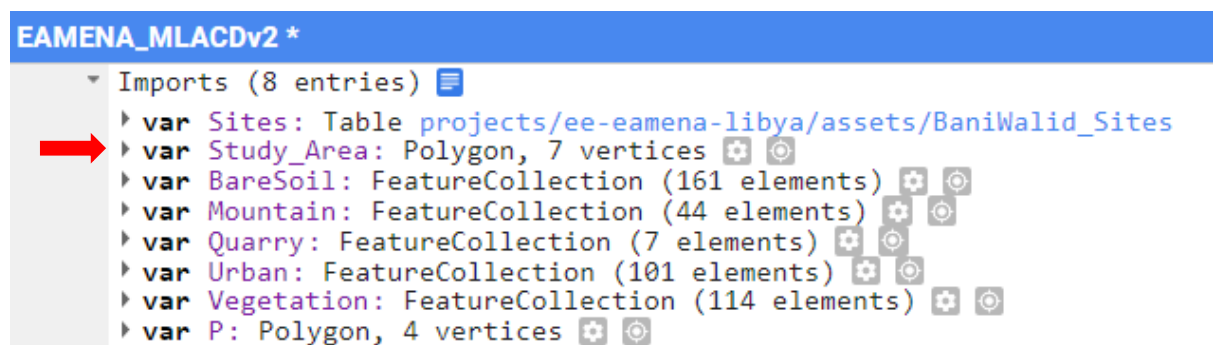 EAMENA_MLACDv2 *
Imports (8 entries)
var Sites: Table projects/ee-eamena-libya/assets/BaniWalid_Sites
var Study_Area: Polygon, 7 vertices
var BareSoil: FeatureCollection (161 elements)
var Mountain: FeatureCollection (44 elements)
var Quarry: FeatureCollection (7 elements)
var Urban: FeatureCollection (101 elements)
var Vegetation: FeatureCollection (114 elements)
var P: Polygon, 4 vertices